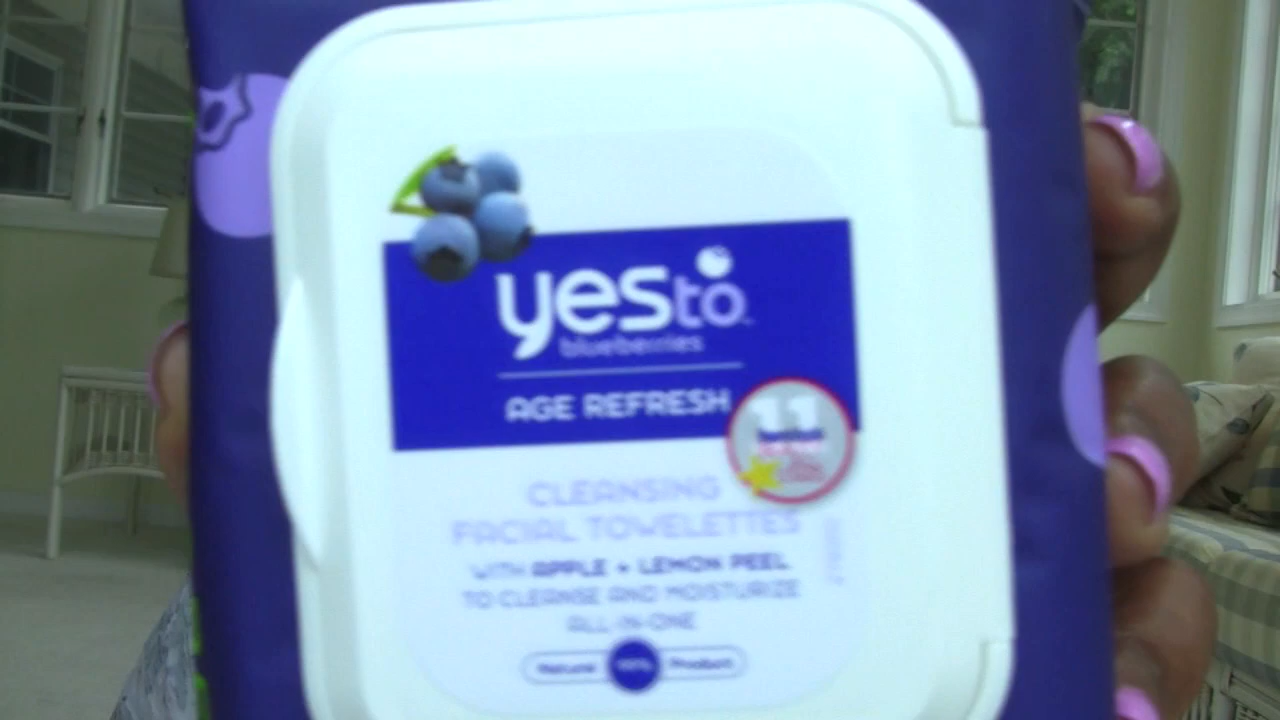 yes to
blueberries
AGE REFRESH
11
CLEANSING
FACIAL TOWELETTES
WITH APPLE + LEMON PEEL
TO CLEANSE AND MOISTURIZE
ALL-IN-ONE
Natural Product